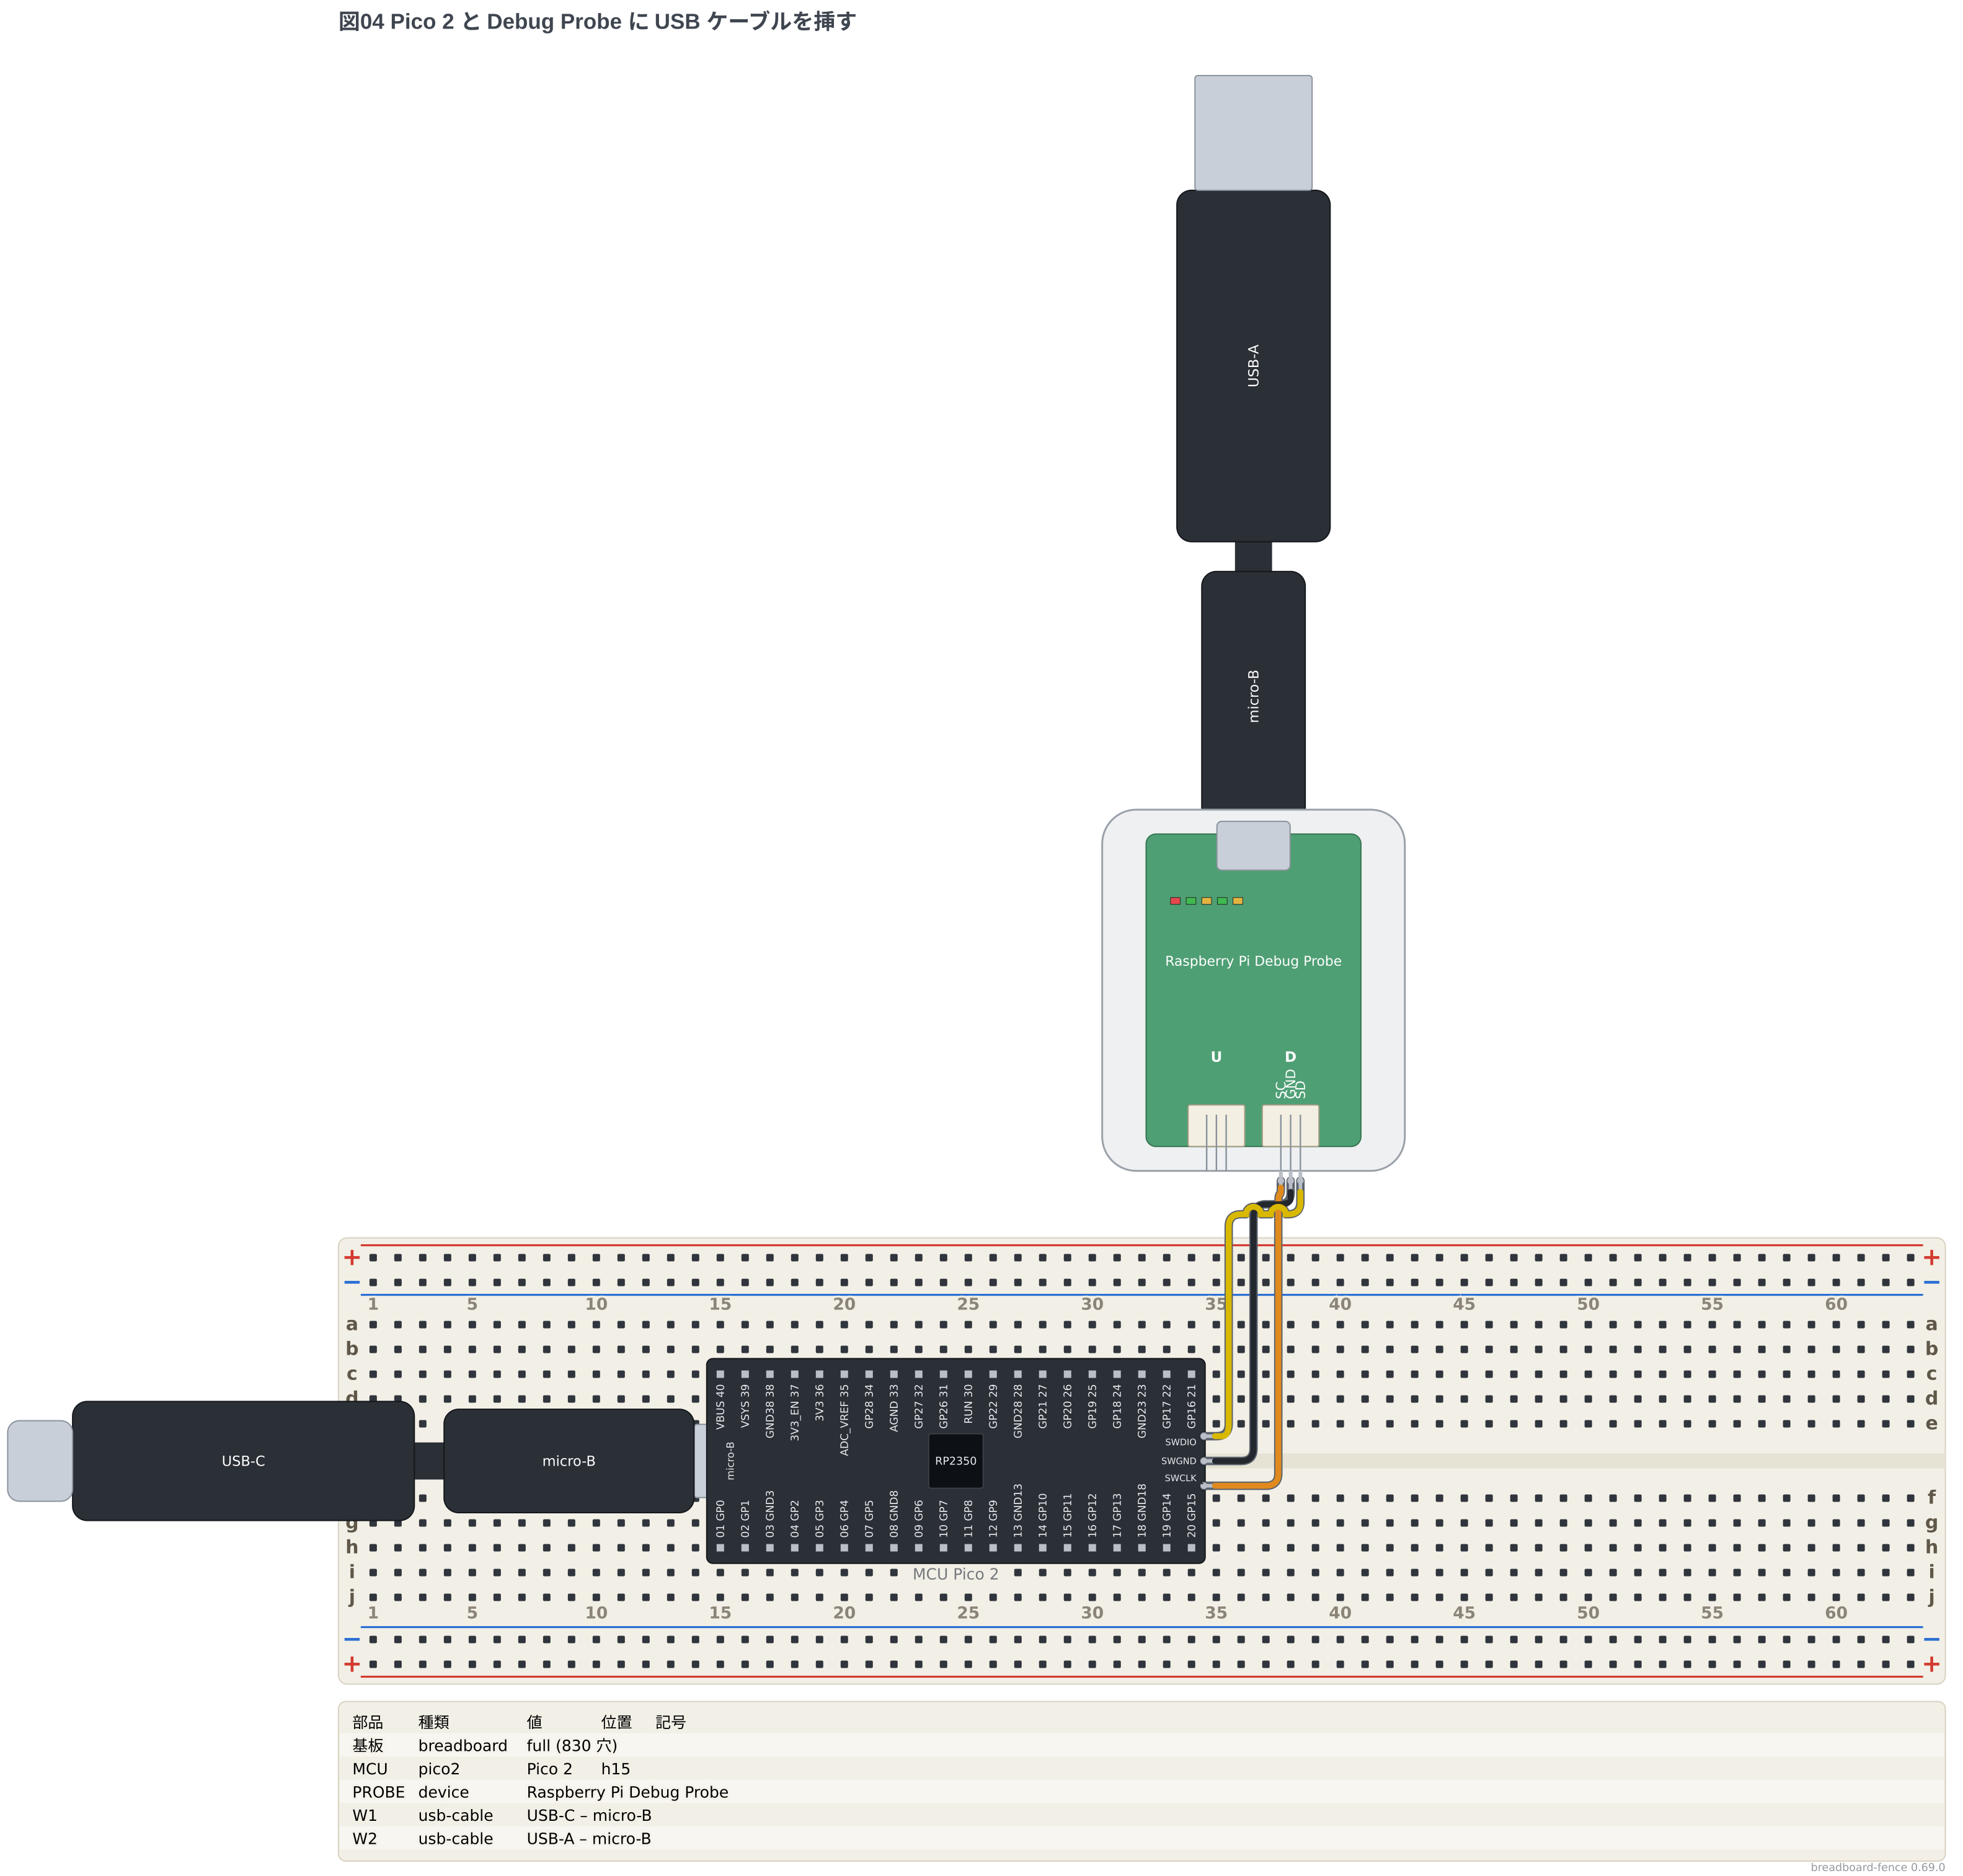 図04 Pico 2 と Debug Probe に USB ケーブルを挿す
USB-A
micro-B
Raspberry Pi Debug Probe
U D
SC GND SD
+ +
− −
1 5 10 15 20 25 30 35 40 45 50 55 60
a a
b b
c c
d d
e e
VBUS 40
VSYS 39
GND38 38
3V3_EN 37
3V3 36
ADC_VREF 35
GP28 34
AGND 33
GP27 32
GP26 31
RUN 30
GP22 29
GND28 28
GP21 27
GP20 26
GP19 25
GP18 24
GND23 23
GP17 22
GP16 21
USB-C
micro-B
micro-B
RP2350
SWDIO
SWGND
SWCLK
01 GP0
02 GP1
03 GND3
04 GP2
05 GP3
06 GP4
07 GP5
08 GND8
09 GP6
10 GP7
11 GP8
12 GP9
13 GND13
14 GP10
15 GP11
16 GP12
17 GP13
18 GND18
19 GP14
20 GP15
f
g g
h h
i i
j j
MCU Pico 2
1 5 10 15 20 25 30 35 40 45 50 55 60
− −
+ +
部品 種類 値 位置 記号
基板 breadboard full (830 穴)
MCU pico2 Pico 2 h15
PROBE device Raspberry Pi Debug Probe
W1 usb-cable USB-C – micro-B
W2 usb-cable USB-A – micro-B
breadboard-fence 0.69.0